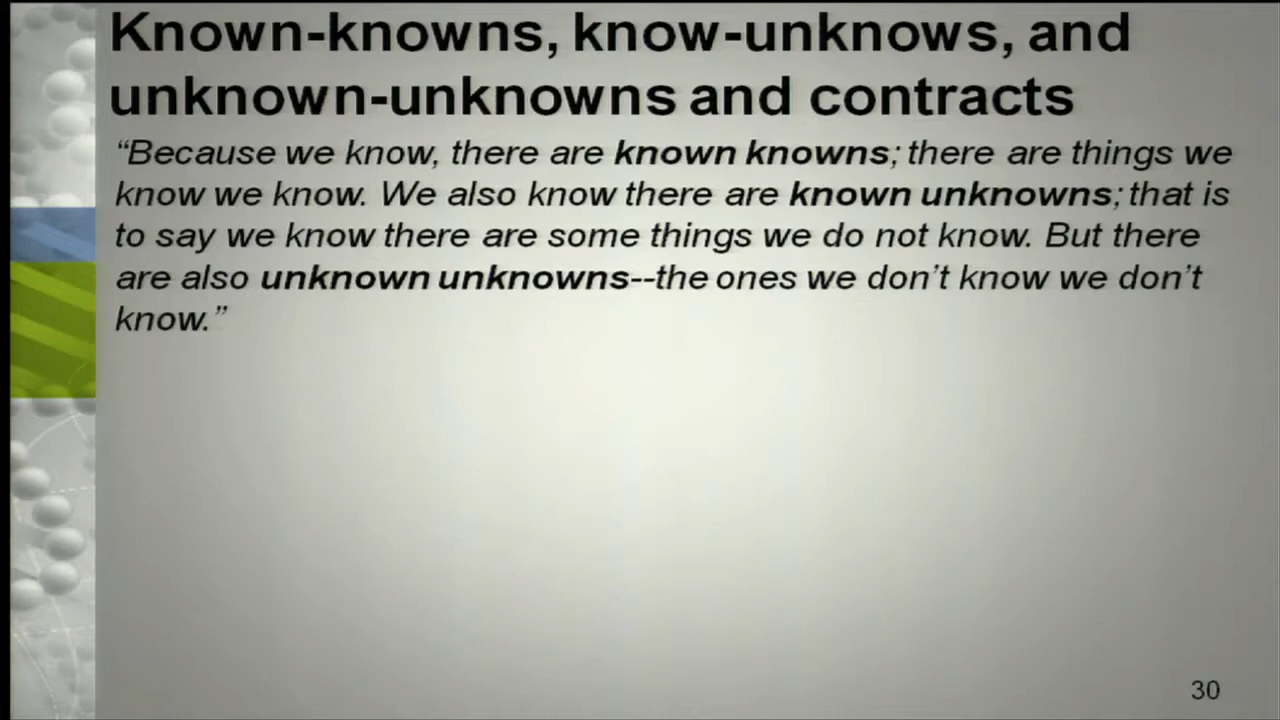 Known-knowns, know-unknows, and
unknown-unknowns and contracts
“Because we know, there are known knowns; there are things we
know we know. We also know there are known unknowns; that is
to say we know there are some things we do not know. But there
are also unknown unknowns--the ones we don’t know we don’t
know.”
30